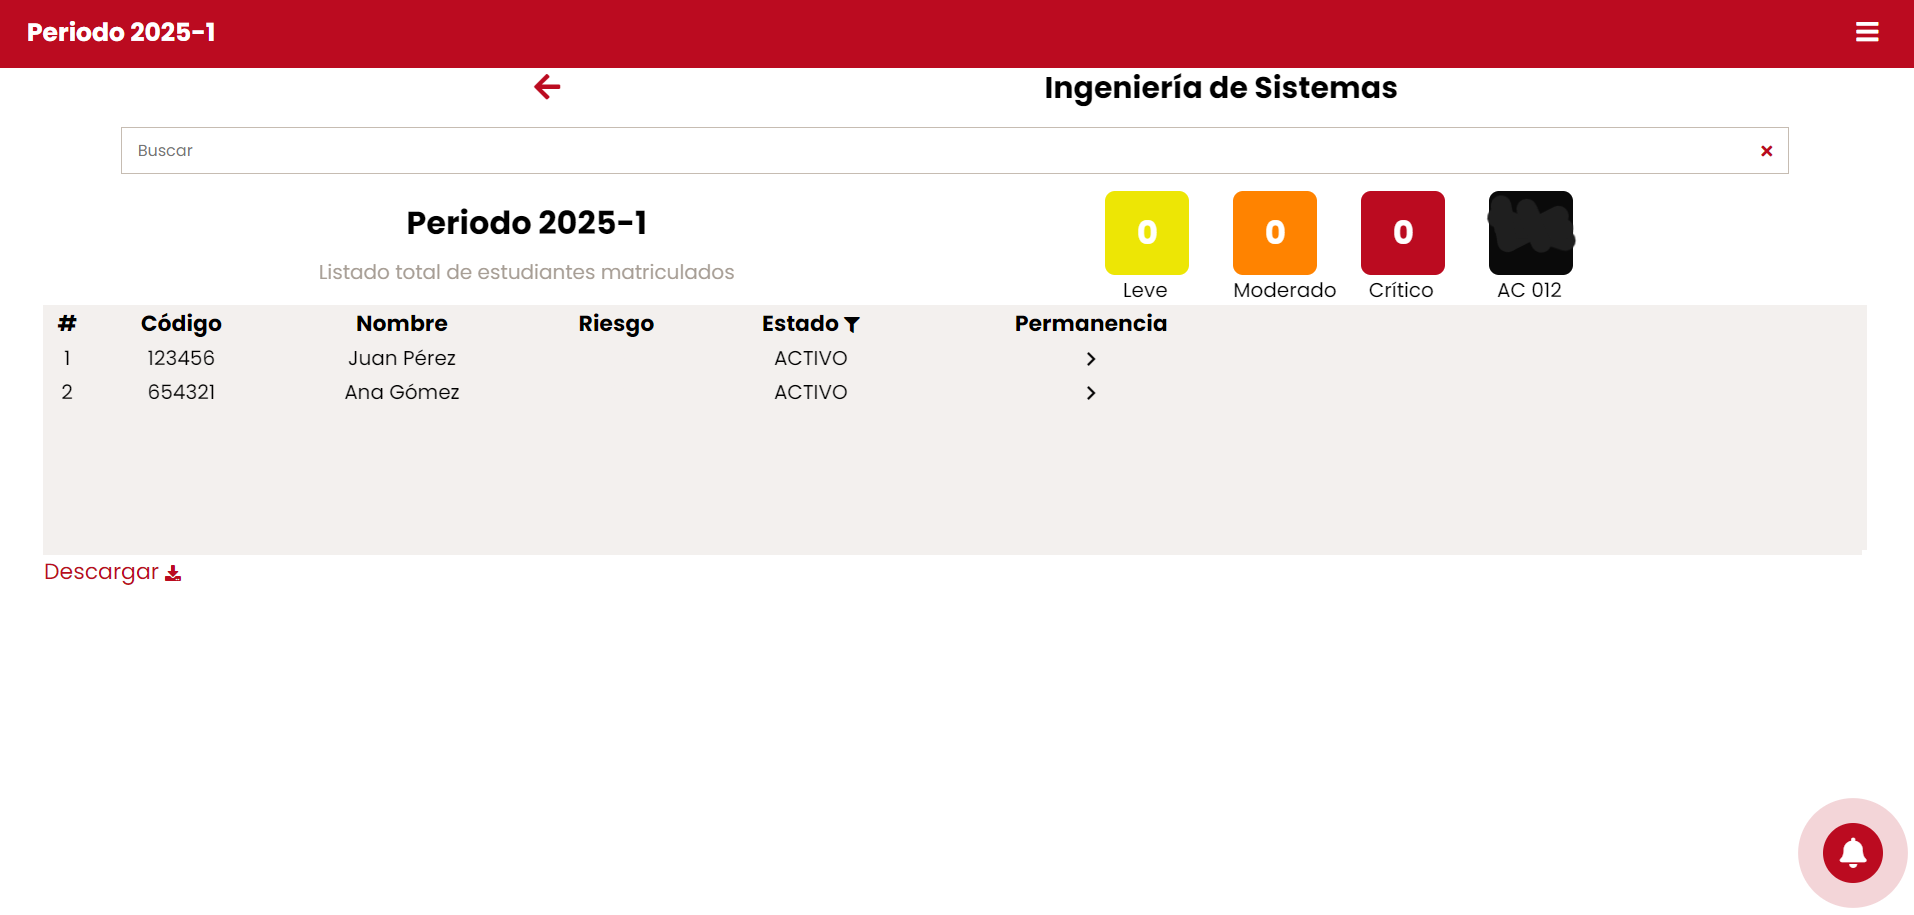 Periodo 2025-1
Ingeniería de Sistemas
Buscar
Periodo 2025-1
Listado total de estudiantes matriculados
0 0 0
Leve Moderado Crítico AC 012
# Código Nombre Riesgo Estado Permanencia
1 123456 Juan Pérez ACTIVO
2 654321 Ana Gómez ACTIVO
Descargar